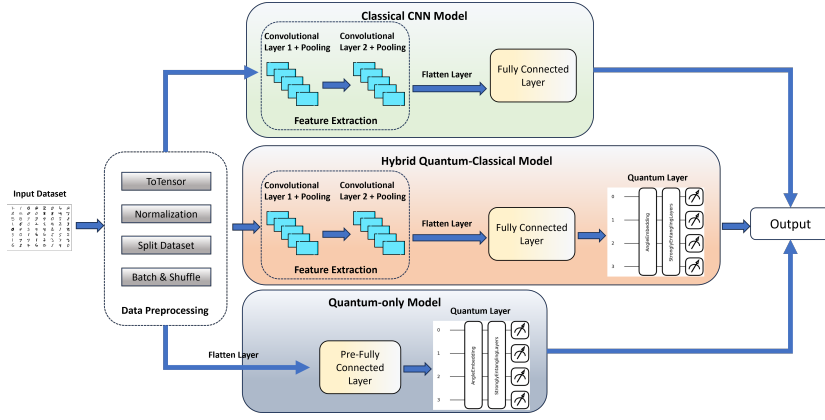 Classical CNN Model
Convolutional
Layer 1 + Pooling
Convolutional
Layer 2 + Pooling
Feature Extraction
Flatten Layer
Fully Connected
Layer
Input Dataset
ToTensor
Normalization
Split Dataset
Batch & Shuffle
Data Preprocessing
Hybrid Quantum-Classical Model
Convolutional
Layer 1 + Pooling
Convolutional
Layer 2 + Pooling
Feature Extraction
Flatten Layer
Fully Connected
Layer
Quantum Layer
0
1
2
3
AngleEmbedding
StronglyEntanglingLayers
Output
Quantum-only Model
Flatten Layer
Pre-Fully
Connected
Layer
Quantum Layer
0
1
2
3
AngleEmbedding
StronglyEntanglingLayers